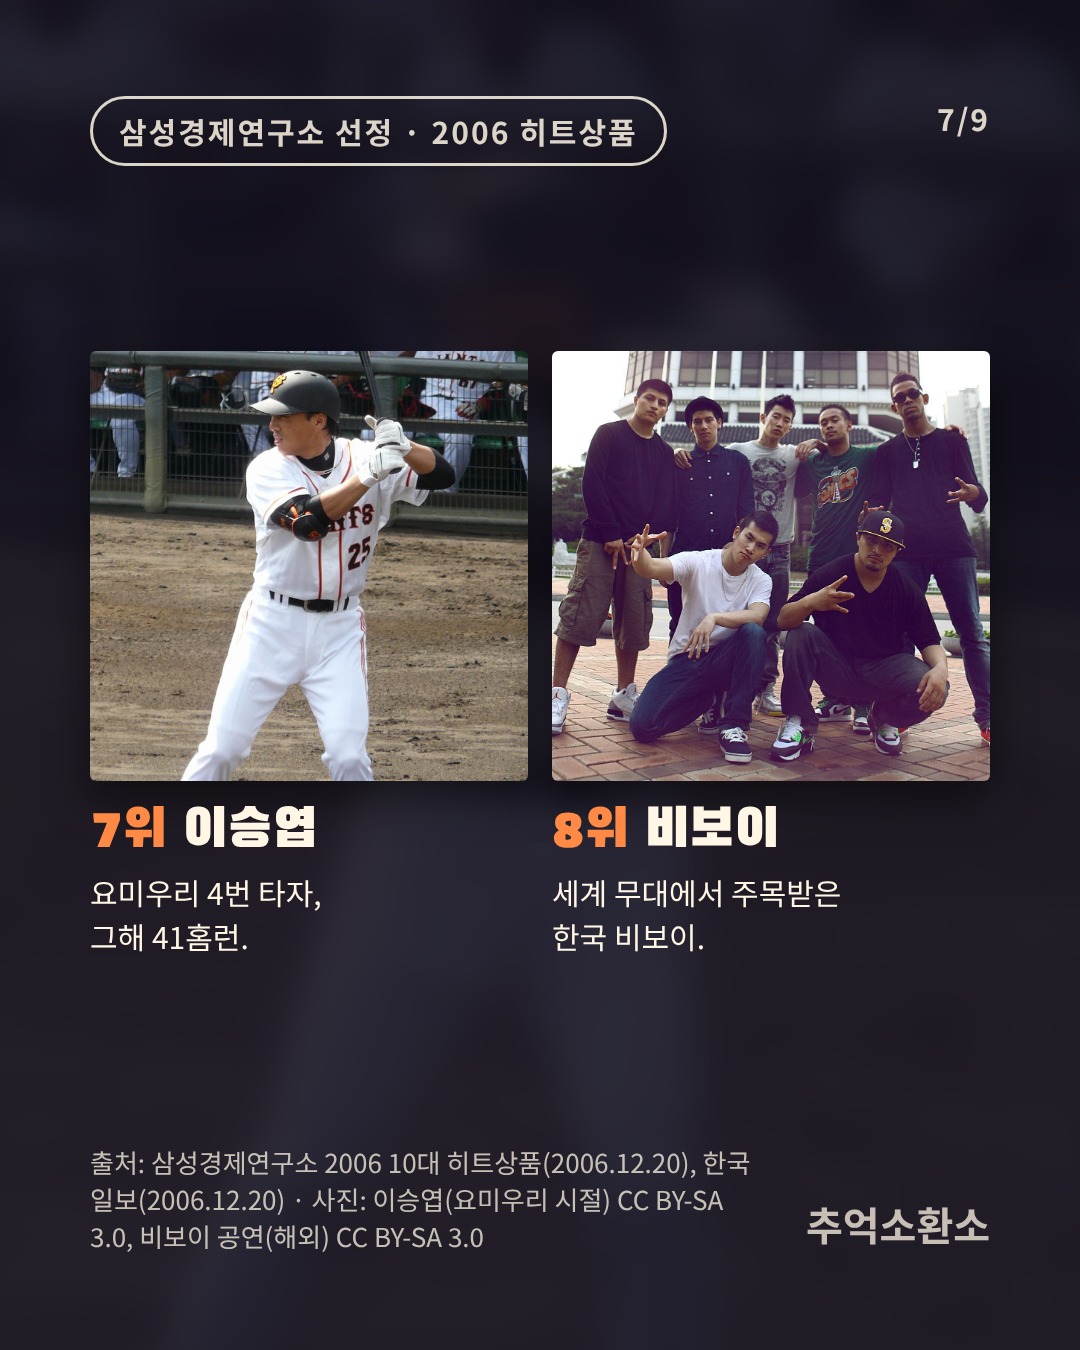 삼성경제연구소 선정 · 2006 히트상품
7/9
NTS
25
S
7위 이승엽
8위 비보이
요미우리 4번 타자,
그해 41홈런.
세계 무대에서 주목받은
한국 비보이.
출처: 삼성경제연구소 2006 10대 히트상품(2006.12.20), 한국
일보(2006.12.20) · 사진: 이승엽(요미우리 시절) CC BY-SA
3.0, 비보이 공연(해외) CC BY-SA 3.0
추억소환소